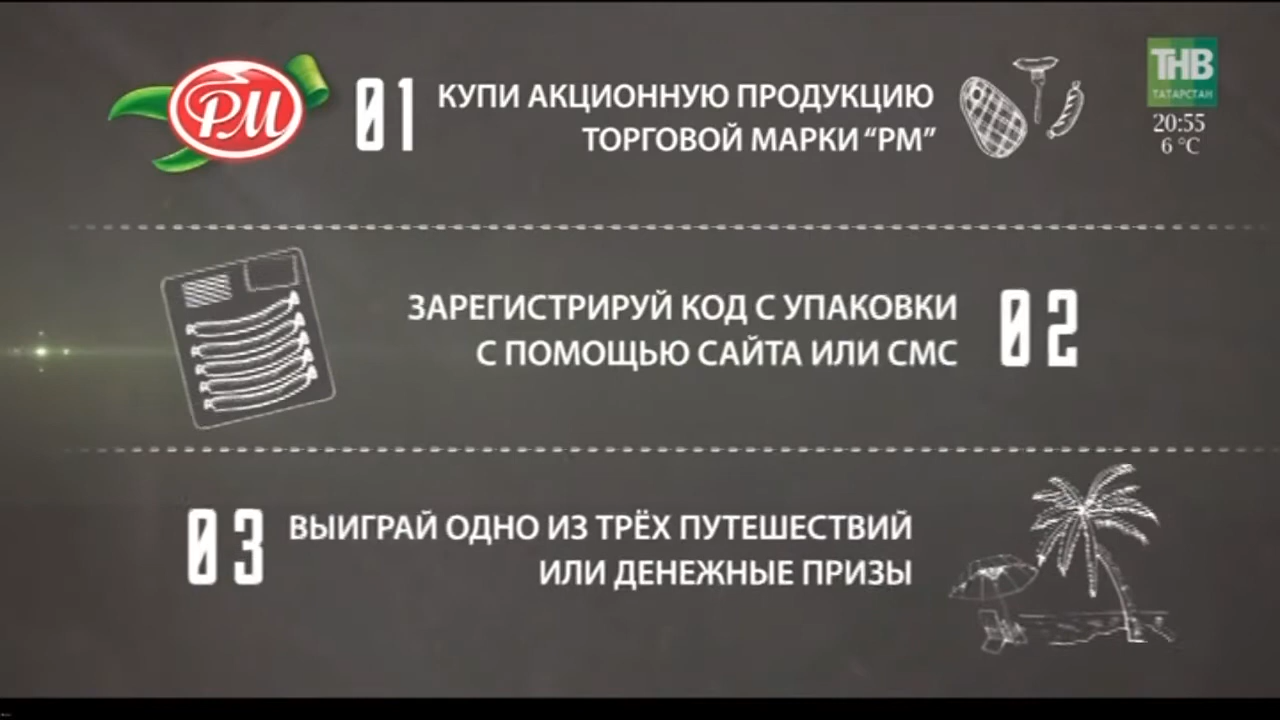 РМ
01
КУПИ АКЦИОННУЮ ПРОДУКЦИЮ
ТОРГОВОЙ МАРКИ “РМ”
ТНВ
ТАТАРСТАН
20:55
6 °C
ЗАРЕГИСТРИРУЙ КОД С УПАКОВКИ
С ПОМОЩЬЮ САЙТА ИЛИ СМС
02
03
ВЫИГРАЙ ОДНО ИЗ ТРЁХ ПУТЕШЕСТВИЙ
ИЛИ ДЕНЕЖНЫЕ ПРИЗЫ